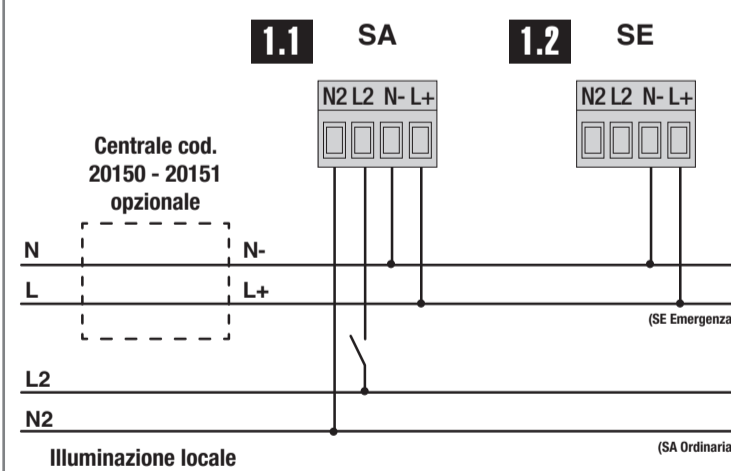 1.1 SA
1.2 SE
N2 L2 N- L+
N2 L2 N- L+
Centrale cod.
20150 - 20151
opzionale
N N-
L L+
(SE Emergenza
L2
N2
(SA Ordinaria
Illuminazione locale